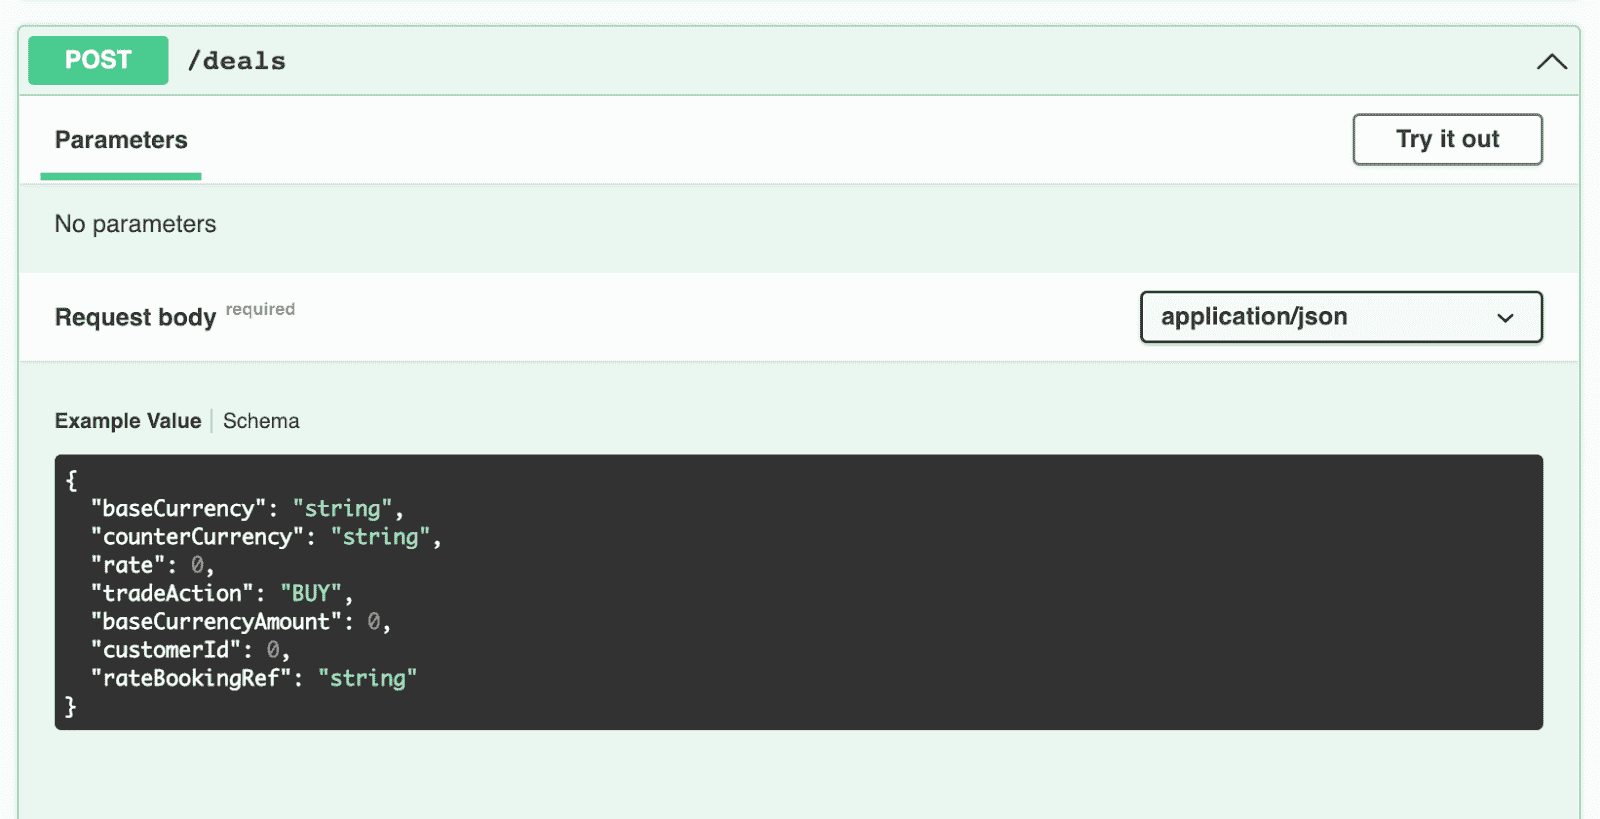 POST /deals
Parameters
Try it out
No parameters
Request body required
application/json
Example Value | Schema
{
  "baseCurrency": "string",
  "counterCurrency": "string",
  "rate": 0,
  "tradeAction": "BUY",
  "baseCurrencyAmount": 0,
  "customerId": 0,
  "rateBookingRef": "string"
}